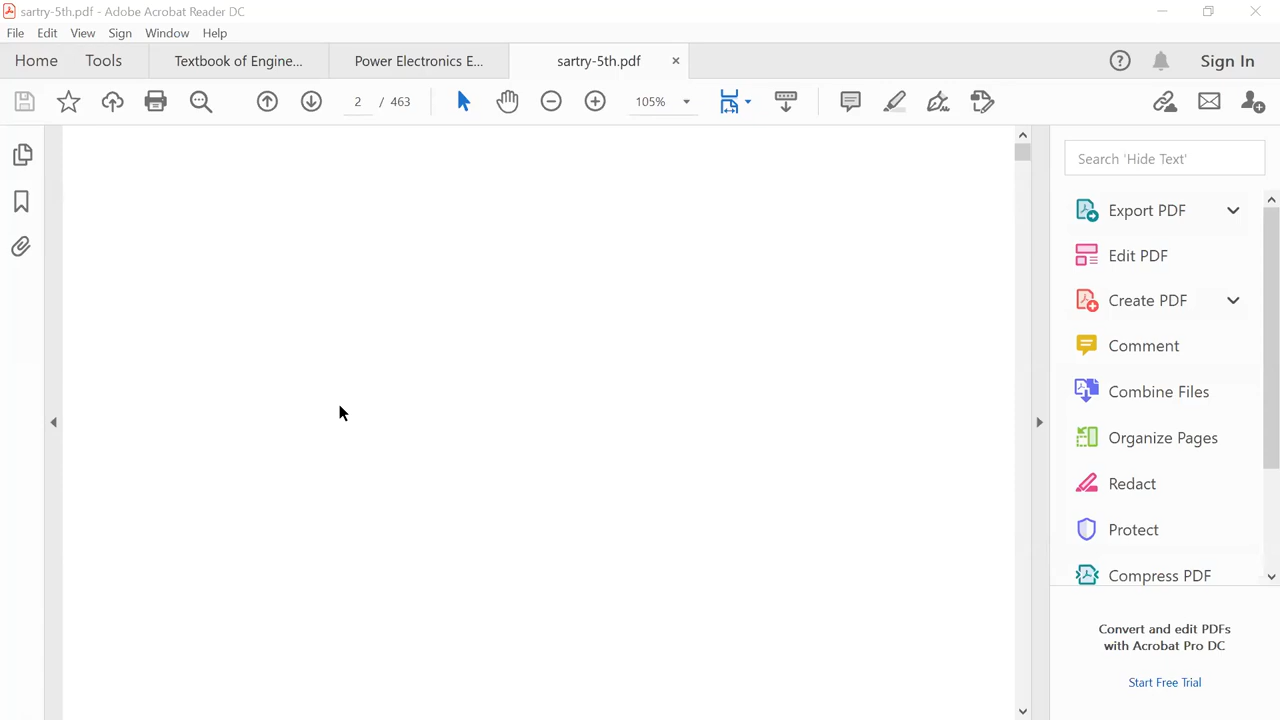 sartry-5th.pdf - Adobe Acrobat Reader DC
File Edit View Sign Window Help
Home Tools Textbook of Engine... Power Electronics E... sartry-5th.pdf × Sign In
2 / 463 105%
Search 'Hide Text'
Export PDF
Edit PDF
Create PDF
Comment
Combine Files
Organize Pages
Redact
Protect
Compress PDF
Convert and edit PDFs
with Acrobat Pro DC
Start Free Trial